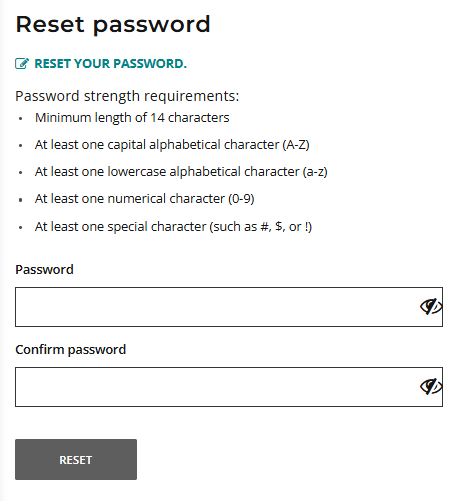 Reset password
RESET YOUR PASSWORD.
Password strength requirements:
• Minimum length of 14 characters
• At least one capital alphabetical character (A-Z)
• At least one lowercase alphabetical character (a-z)
• At least one numerical character (0-9)
• At least one special character (such as #, $, or !)
Password
Confirm password
RESET